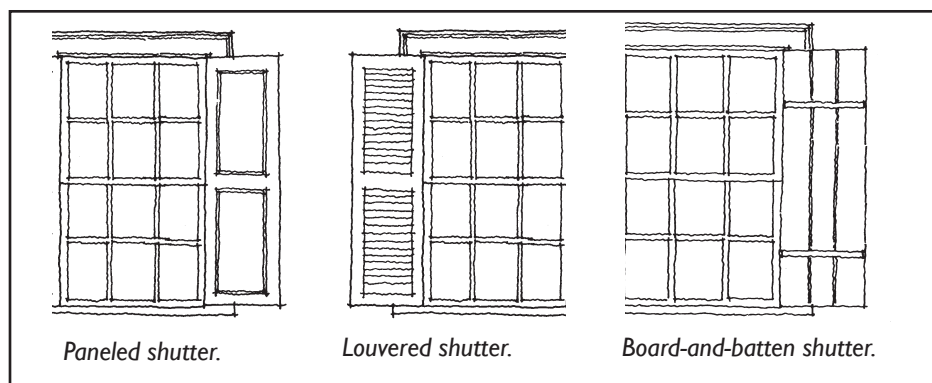 Paneled shutter.
Louvered shutter.
Board-and-batten shutter.